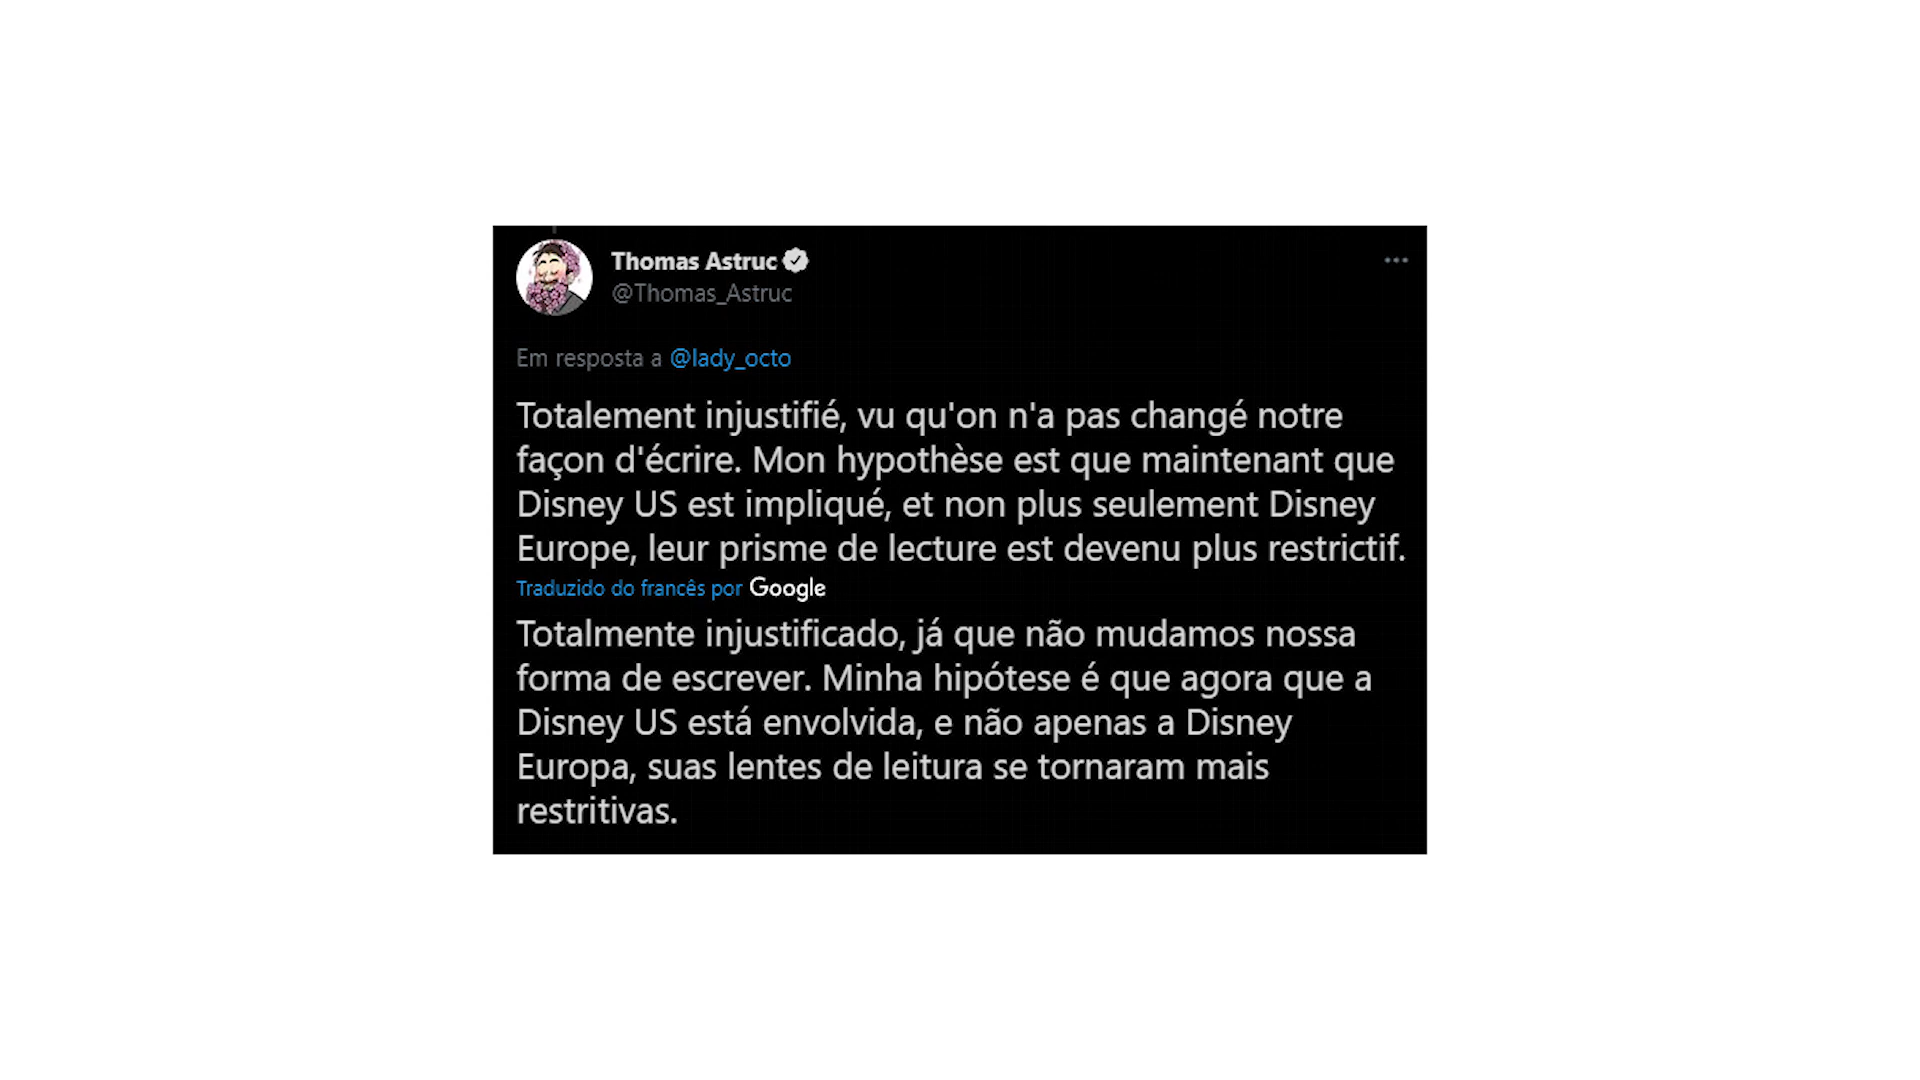 Thomas Astruc
@Thomas_Astruc
Em resposta a @lady_octo
Totalement injustifié, vu qu'on n'a pas changé notre
façon d'écrire. Mon hypothèse est que maintenant que
Disney US est impliqué, et non plus seulement Disney
Europe, leur prisme de lecture est devenu plus restrictif.
Traduzido do francês por Google
Totalmente injustificado, já que não mudamos nossa
forma de escrever. Minha hipótese é que agora que a
Disney US está envolvida, e não apenas a Disney
Europa, suas lentes de leitura se tornaram mais
restritivas.